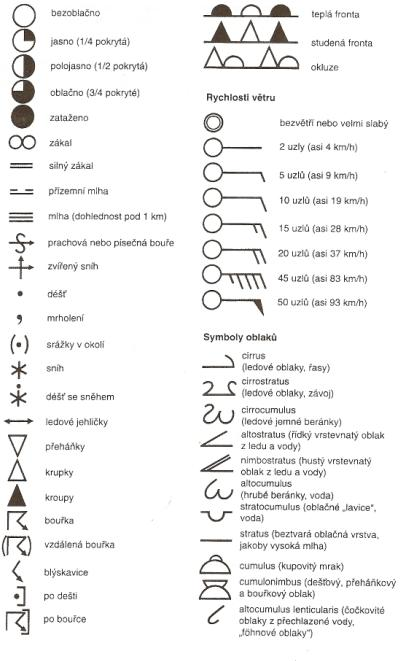 bezoblačno
jasno (1/4 pokrytá)
polojasno (1/2 pokrytá)
oblačno (3/4 pokryté)
zataženo
zákal
silný zákal
přízemní mlha
mlha (dohlednost pod 1 km)
prachová nebo písečná bouře
zvířený sníh
déšť
mrholení
srážky v okolí
sníh
déšť se sněhem
ledové jehličky
přeháňky
krupky
kroupy
bouřka
vzdálená bouřka
blýskavice
po dešti
po bouřce
teplá fronta
studená fronta
okluze
Rychlosti větru
bezvětří nebo velmi slabý
2 uzly (asi 4 km/h)
5 uzlů (asi 9 km/h)
10 uzlů (asi 19 km/h)
15 uzlů (asi 28 km/h)
20 uzlů (asi 37 km/h)
45 uzlů (asi 83 km/h)
50 uzlů (asi 93 km/h)
Symboly oblaků
cirrus
(ledové oblaky, řasy)
cirrostratus
(ledové oblaky, závoj)
cirrocumulus
(ledové jemné beránky)
altostratus (řídký vrstevnatý oblak
z ledu a vody)
nimbostratus (hustý vrstevnatý
oblak z ledu a vody)
altocumulus
(hrubé beránky, voda)
stratocumulus (oblačné „lavice“,
voda)
stratus (beztvará oblačná vrstva,
jakoby vysoká mlha)
cumulus (kupovitý mrak)
cumulonimbus (dešťový, přeháňkový
a bouřkový oblak)
altocumulus lenticularis (čočkovité
oblaky z přechlazené vody,
„föhnové oblaky“)